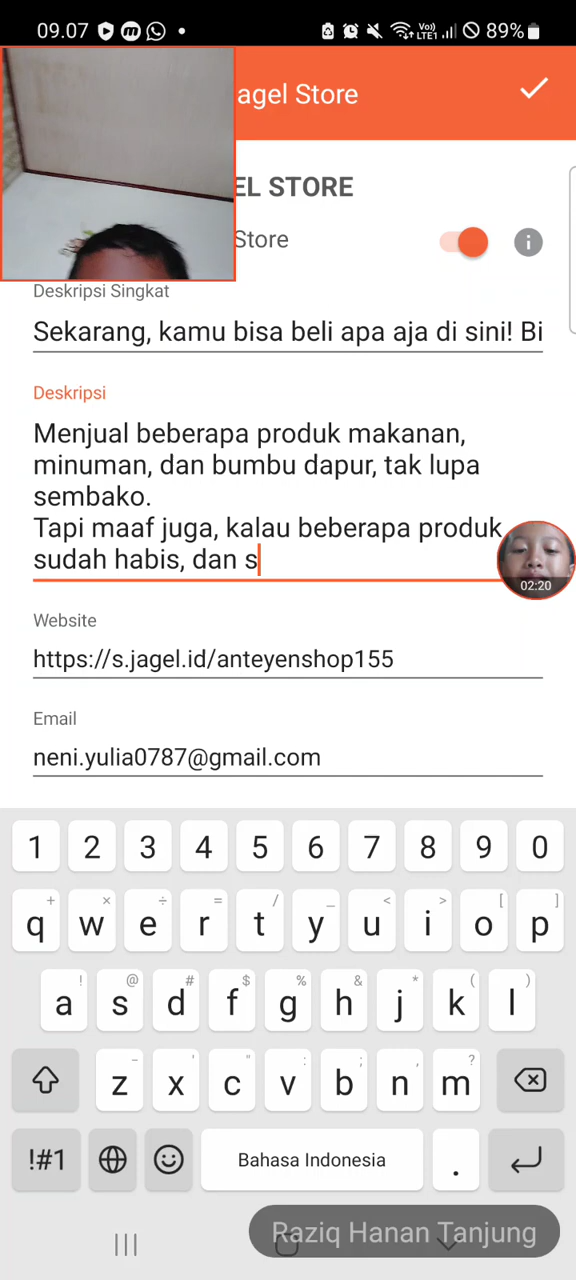 09.07
Vo))
LTE1
89%
agel Store
EL STORE
Store
Deskripsi Singkat
Sekarang, kamu bisa beli apa aja di sini! Bi
Deskripsi
Menjual beberapa produk makanan,
minuman, dan bumbu dapur, tak lupa
sembako.
Tapi maaf juga, kalau beberapa produk
sudah habis, dan s
02:20
Website
https://s.jagel.id/anteyenshop155
Email
neni.yulia0787@gmail.com
1 2 3 4 5 6 7 8 9 0
+ × ÷ = / _ < > [ ]
q w e r t y u i o p
! @ # $ % & * ( )
a s d f g h j k l
- ' " : ; , ?
z x c v b n m
!#1 Bahasa Indonesia .
Raziq Hanan Tanjung